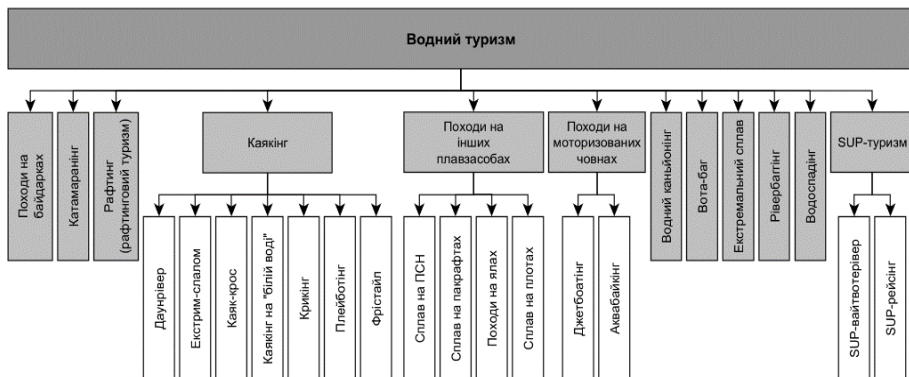 Водний туризм
Походи на
байдарках
Катамаранінг
Рафтинг
(рафтинговий туризм)
Каякінг
Походи на
інших
плавзасобах
Походи на
моторизованих
човнах
Водний каньйонінг
Вота-баг
Екстремальний сплав
Рівербаггінг
Водоспадінг
SUP-туризм
Даунрівер
Екстрим-слалом
Каяк-крос
Каякінг на "білій воді"
Крикінг
Плейботінг
Фрістайл
Сплав на ПСН
Сплав на пакрафтах
Походи на ялах
Сплав на плотах
Джетбоатінг
Аквабайкінг
SUP-вайтвотерівер
SUP-рейсінг